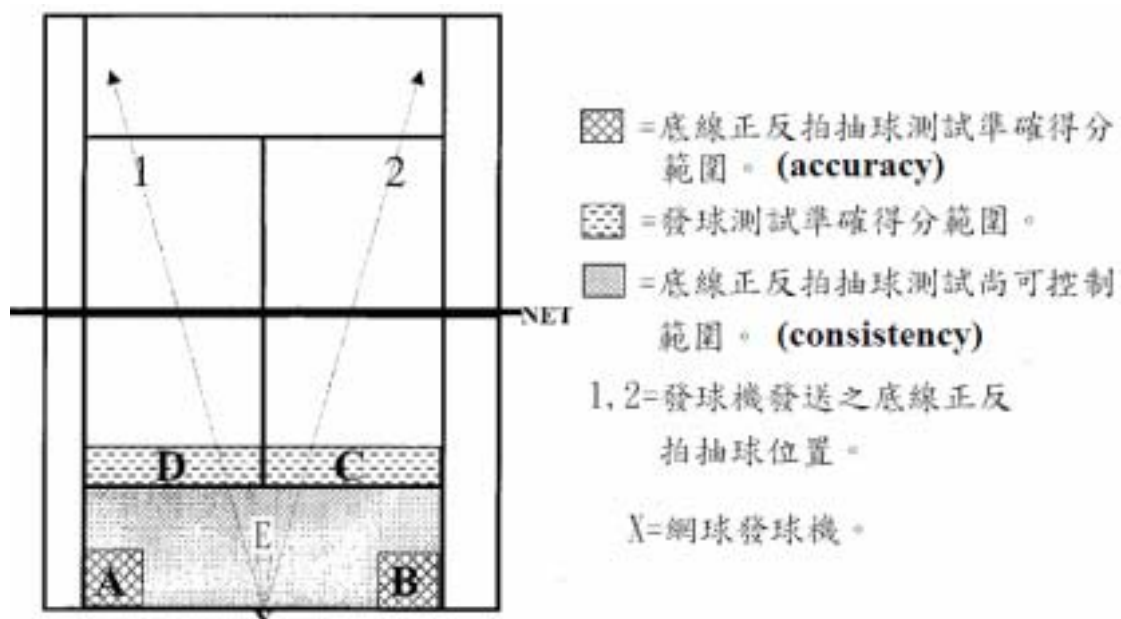 1
2
NET
D
C
E
A
B
=底線正反拍抽球測試準確得分
範圍。(accuracy)
=發球測試準確得分範圍。
=底線正反拍抽球測試尚可控制
範圍。(consistency)
1,2=發球機發送之底線正反
拍抽球位置。
X=網球發球機。